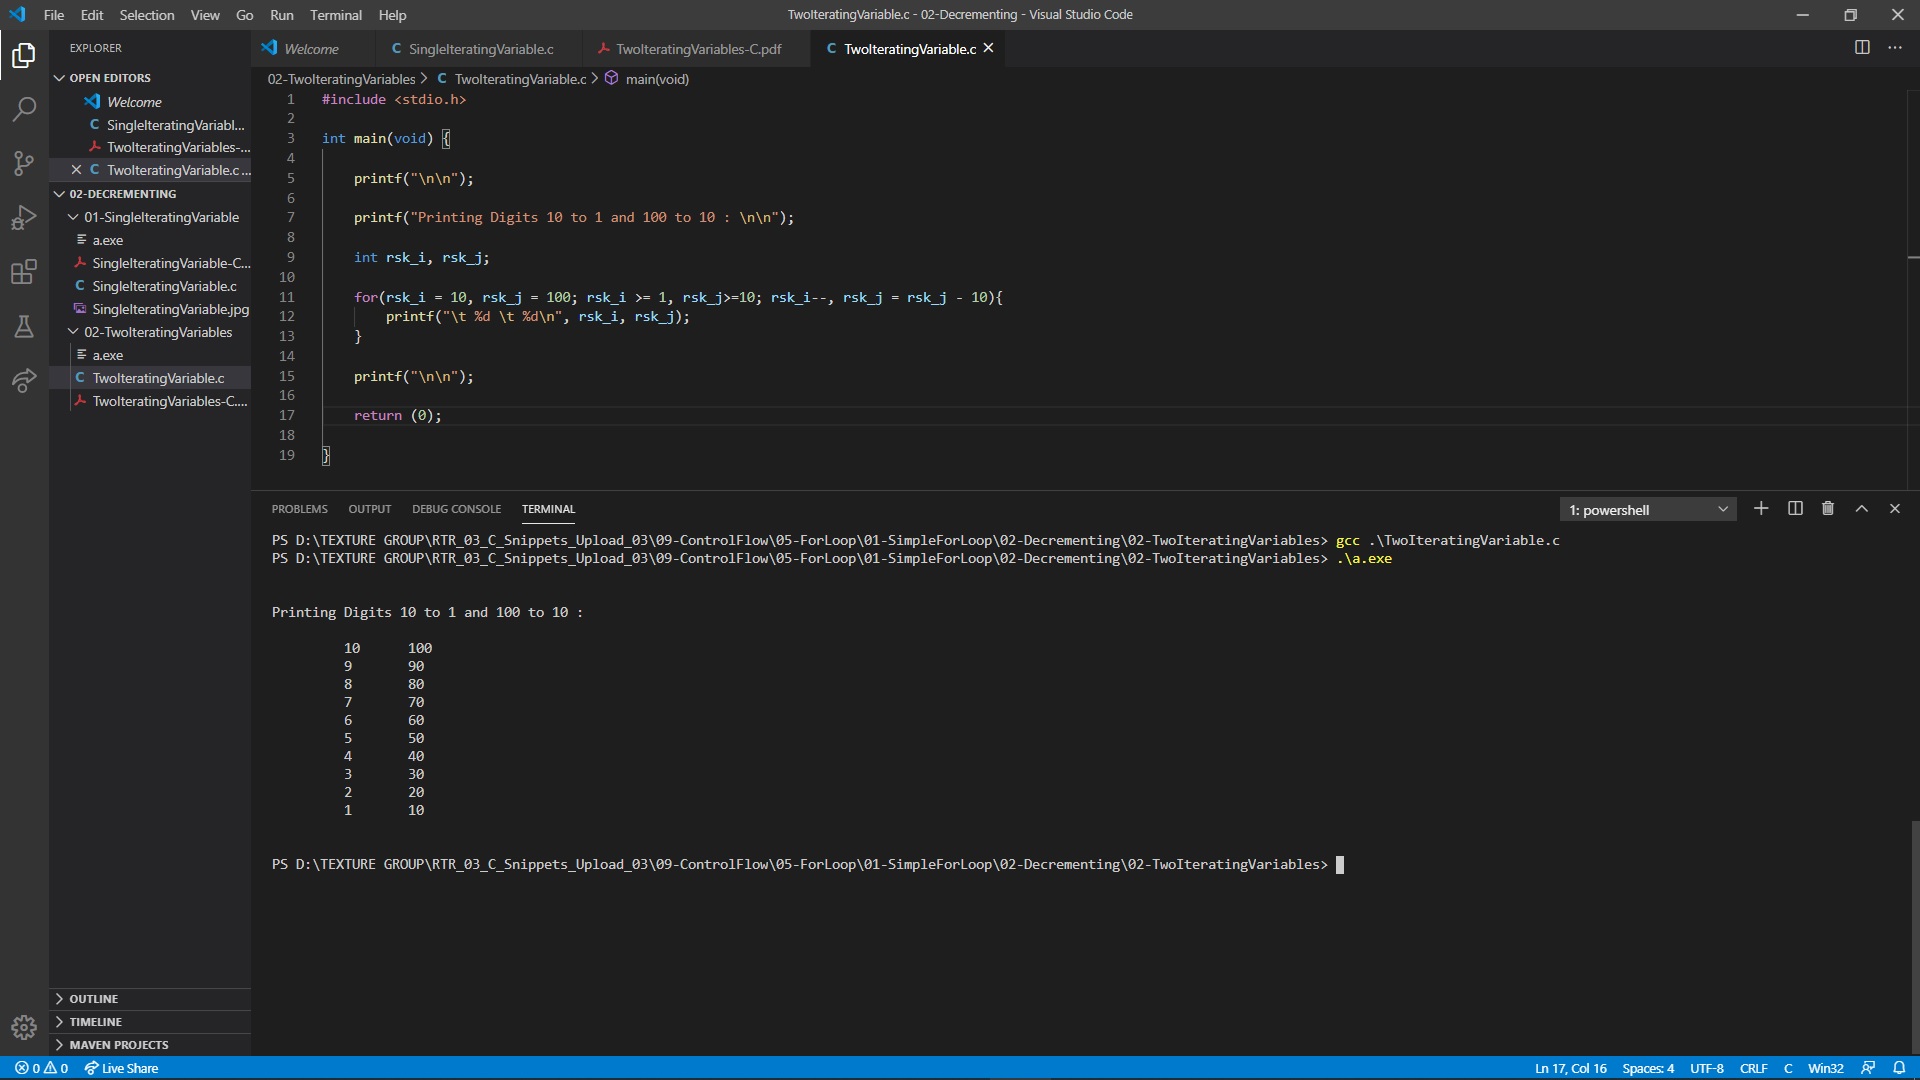 File Edit Selection View Go Run Terminal Help
TwoIteratingVariable.c - 02-Decrementing - Visual Studio Code
EXPLORER
OPEN EDITORS
Welcome
C SingleIteratingVariabl...
TwoIteratingVariables-...
C TwoIteratingVariable.c ...
02-DECREMENTING
01-SingleIteratingVariable
a.exe
SingleIteratingVariable-C...
C SingleIteratingVariable.c
SingleIteratingVariable.jpg
02-TwoIteratingVariables
a.exe
C TwoIteratingVariable.c
TwoIteratingVariables-C....
OUTLINE
TIMELINE
MAVEN PROJECTS
Welcome
C SingleIteratingVariable.c
TwoIteratingVariables-C.pdf
C TwoIteratingVariable.c
02-TwoIteratingVariables > C TwoIteratingVariable.c > main(void)
1 #include <stdio.h>
2
3 int main(void) {
4
5 printf("\n\n");
6
7 printf("Printing Digits 10 to 1 and 100 to 10 : \n\n");
8
9 int rsk_i, rsk_j;
10
11 for(rsk_i = 10, rsk_j = 100; rsk_i >= 1, rsk_j>=10; rsk_i--, rsk_j = rsk_j - 10){
12 printf("\t %d \t %d\n", rsk_i, rsk_j);
13 }
14
15 printf("\n\n");
16
17 return (0);
18
19 }
PROBLEMS OUTPUT DEBUG CONSOLE TERMINAL
1: powershell
PS D:\TEXTURE GROUP\RTR_03_C_Snippets_Upload_03\09-ControlFlow\05-ForLoop\01-SimpleForLoop\02-Decrementing\02-TwoIteratingVariables> gcc .\TwoIteratingVariable.c
PS D:\TEXTURE GROUP\RTR_03_C_Snippets_Upload_03\09-ControlFlow\05-ForLoop\01-SimpleForLoop\02-Decrementing\02-TwoIteratingVariables> .\a.exe
Printing Digits 10 to 1 and 100 to 10 :
10 100
9 90
8 80
7 70
6 60
5 50
4 40
3 30
2 20
1 10
PS D:\TEXTURE GROUP\RTR_03_C_Snippets_Upload_03\09-ControlFlow\05-ForLoop\01-SimpleForLoop\02-Decrementing\02-TwoIteratingVariables>
0 0 Live Share
Ln 17, Col 16 Spaces: 4 UTF-8 CRLF C Win32